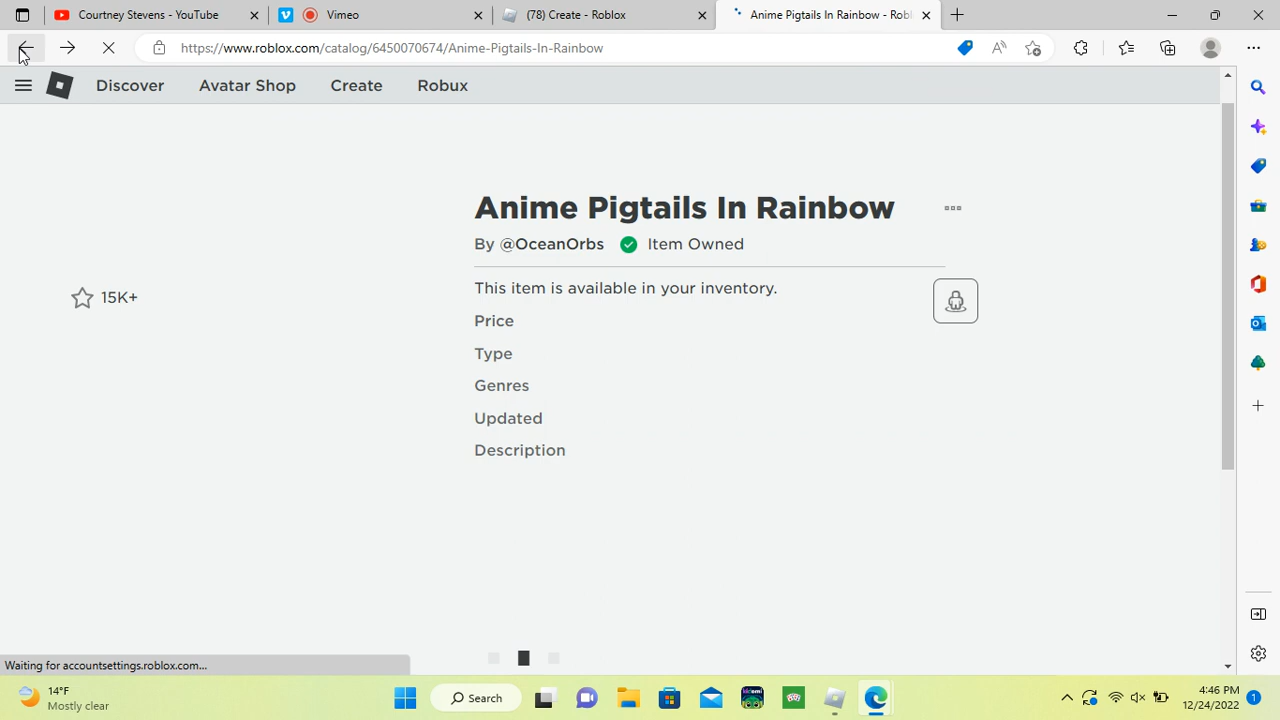 Courtney Stevens - YouTube
Vimeo
(78) Create - Roblox
Anime Pigtails In Rainbow - Robl
https://www.roblox.com/catalog/6450070674/Anime-Pigtails-In-Rainbow
Discover
Avatar Shop
Create
Robux
Anime Pigtails In Rainbow
By @OceanOrbs
Item Owned
15K+
This item is available in your inventory.
Price
Type
Genres
Updated
Description
Waiting for accountsettings.roblox.com...
14°F
Mostly clear
Search
4:46 PM
12/24/2022
1